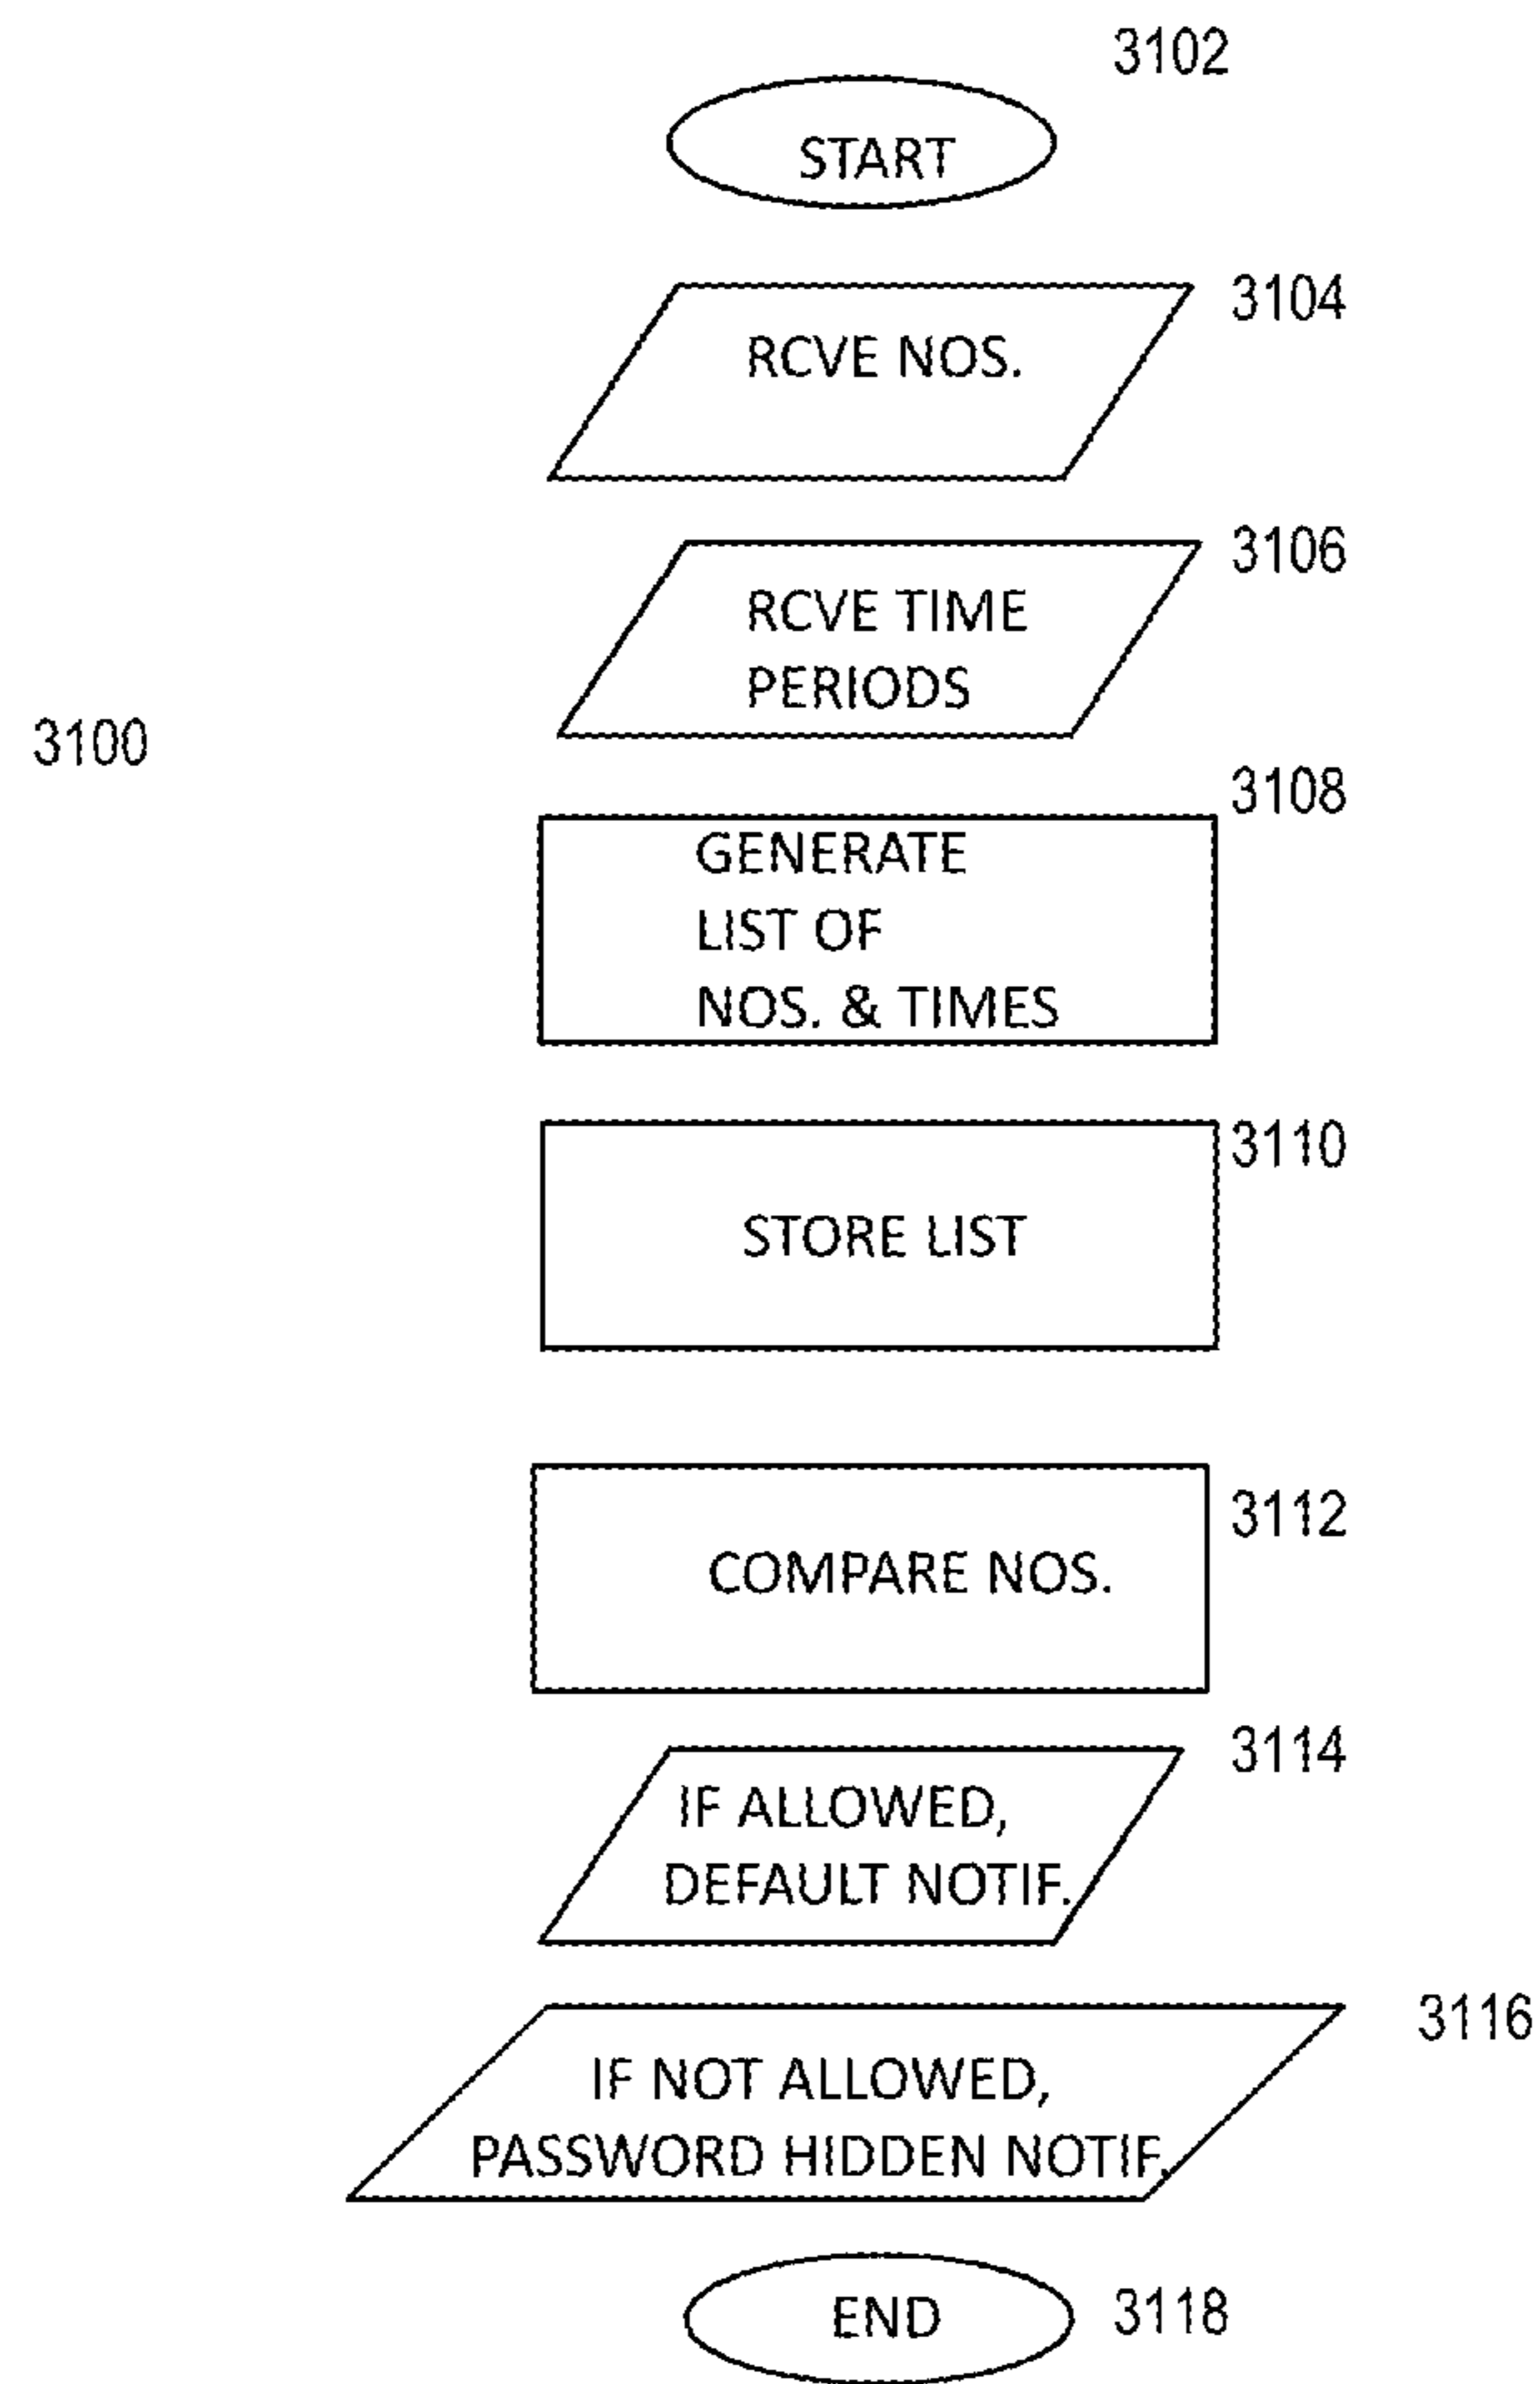 3102
START
3104
RCVE NOS.
3106
RCVE TIME
PERIODS
3100
3108
GENERATE
LIST OF
NOS. & TIMES
3110
STORE LIST
3112
COMPARE NOS.
3114
IF ALLOWED,
DEFAULT NOTIF.
3116
IF NOT ALLOWED,
PASSWORD HIDDEN NOTIF.
END
3118